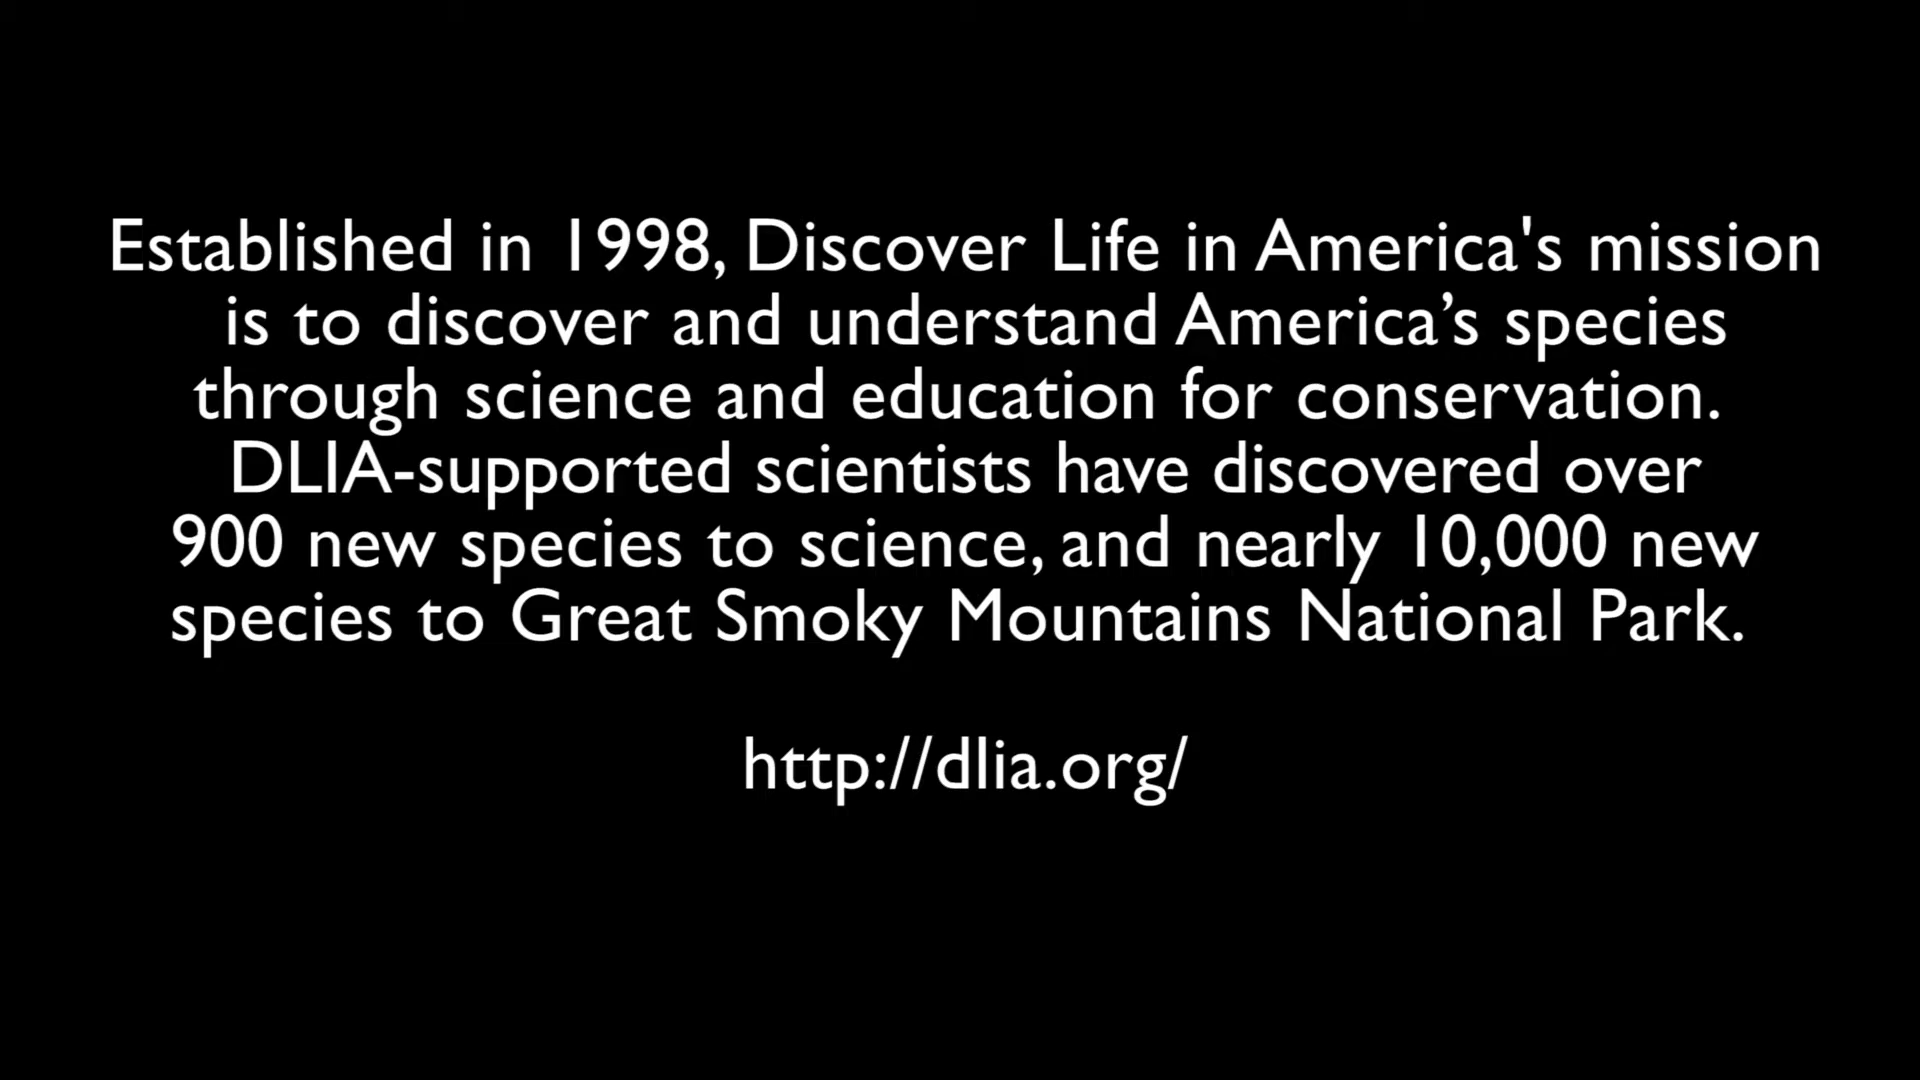 Established in 1998, Discover Life in America's mission
is to discover and understand America’s species
through science and education for conservation.
DLIA-supported scientists have discovered over
900 new species to science, and nearly 10,000 new
species to Great Smoky Mountains National Park.
http://dlia.org/